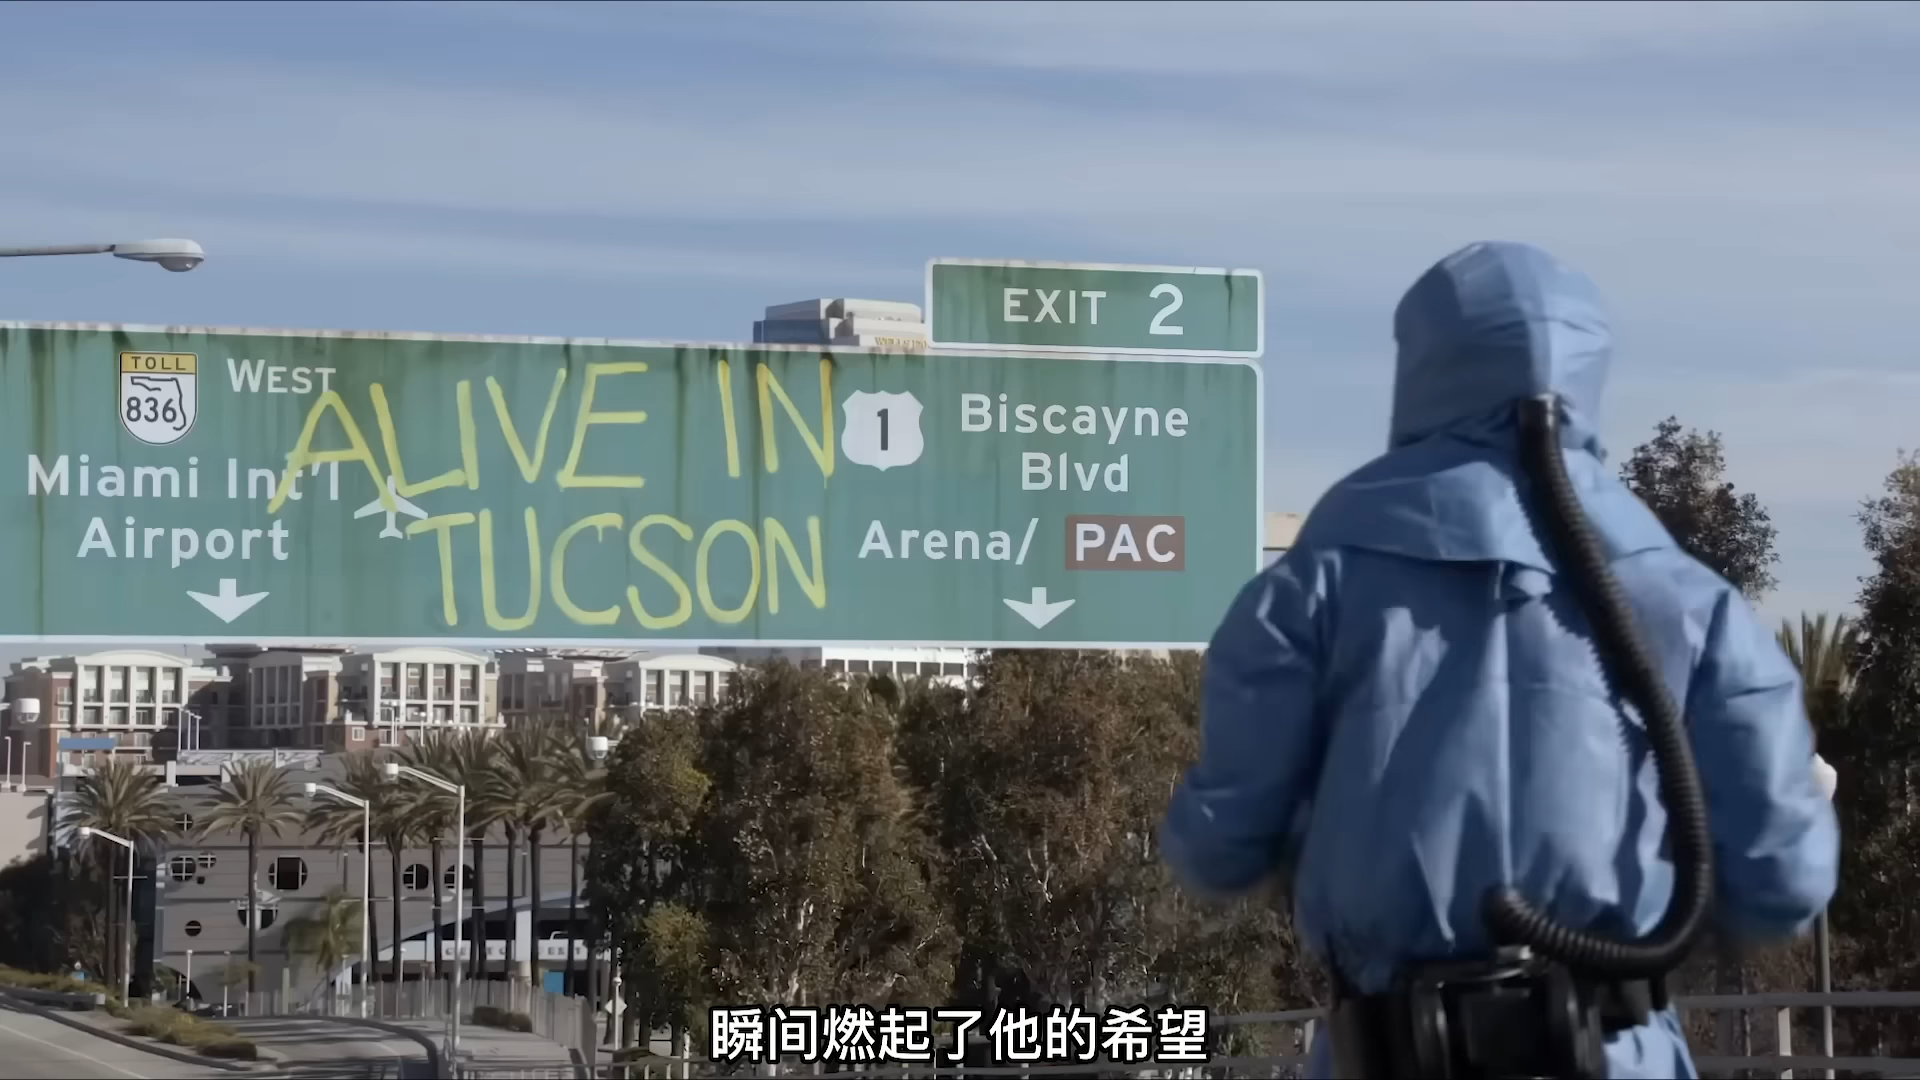 EXIT 2
TOLL
836
WEST
Miami Int'l
Airport
ALIVE IN
TUCSON
1
Biscayne
Blvd
Arena/ PAC
瞬间燃起了他的希望